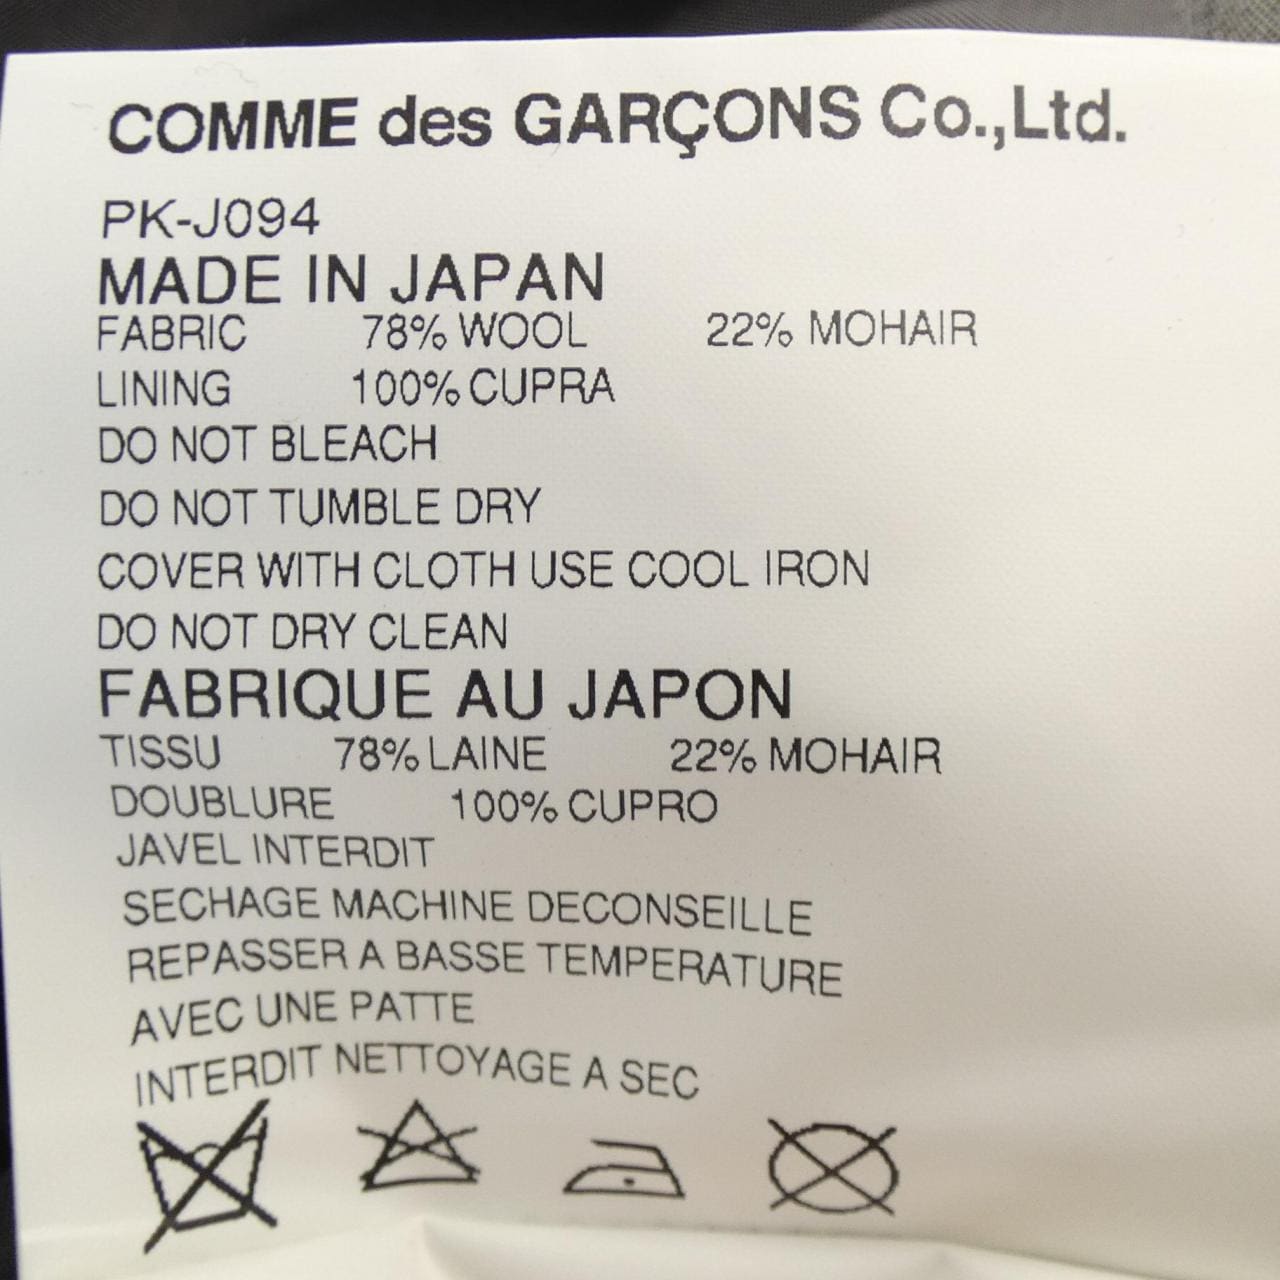 COMME des GARÇONS Co.,Ltd.
PK-J094
MADE IN JAPAN
FABRIC 78% WOOL 22% MOHAIR
LINING 100% CUPRA
DO NOT BLEACH
DO NOT TUMBLE DRY
COVER WITH CLOTH USE COOL IRON
DO NOT DRY CLEAN
FABRIQUE AU JAPON
TISSU 78% LAINE 22% MOHAIR
DOUBLURE 100% CUPRO
JAVEL INTERDIT
SECHAGE MACHINE DECONSEILLE
REPASSER A BASSE TEMPERATURE
AVEC UNE PATTE
INTERDIT NETTOYAGE A SEC